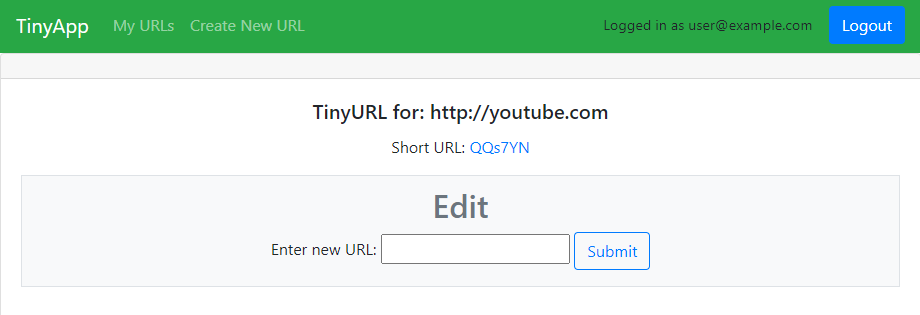 TinyApp My URLs Create New URL Logged in as user@example.com Logout
TinyURL for: http://youtube.com
Short URL: QQs7YN
Edit
Enter new URL: Submit